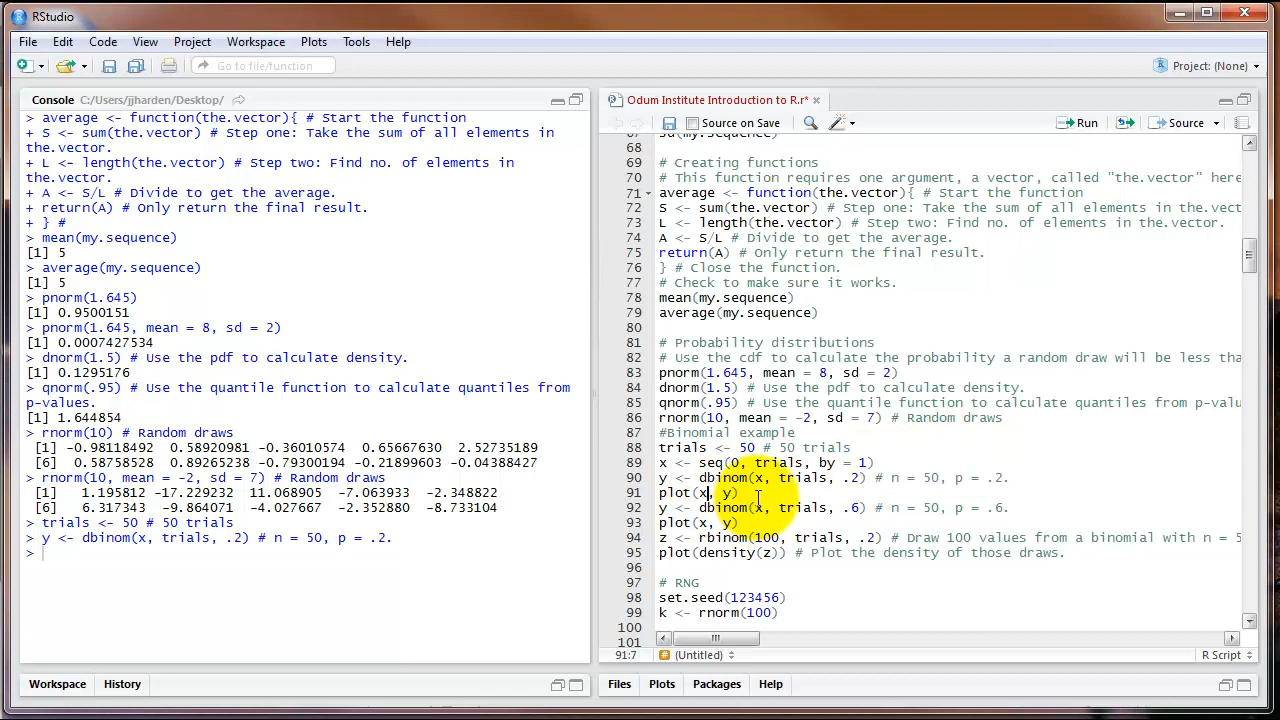 RStudio
File Edit Code View Project Workspace Plots Tools Help
Go to file/function
Project: (None)
Console C:/Users/jjharden/Desktop/
> average <- function(the.vector){ # Start the function
+ S <- sum(the.vector) # Step one: Take the sum of all elements in
the.vector.
+ L <- length(the.vector) # Step two: Find no. of elements in
the.vector.
+ A <- S/L # Divide to get the average.
+ return(A) # Only return the final result.
+ } #
> mean(my.sequence)
[1] 5
> average(my.sequence)
[1] 5
> pnorm(1.645)
[1] 0.9500151
> pnorm(1.645, mean = 8, sd = 2)
[1] 0.0007427534
> dnorm(1.5) # Use the pdf to calculate density.
[1] 0.1295176
> qnorm(.95) # Use the quantile function to calculate quantiles from
p-values.
[1] 1.644854
> rnorm(10) # Random draws
[1] -0.98118492 0.58920981 -0.36010574 0.65667630 2.52735189
[6] 0.58758528 0.89265238 -0.79300194 -0.21899603 -0.04388427
> rnorm(10, mean = -2, sd = 7) # Random draws
[1] 1.195812 -17.229232 11.068905 -7.063933 -2.348822
[6] 6.317343 -9.864071 -4.027667 -2.352880 -8.733104
> trials <- 50 # 50 trials
> y <- dbinom(x, trials, .2) # n = 50, p = .2.
>
Workspace History
Odum Institute Introduction to R.r*
Source on Save Run Source
67 sd(my.sequence)
68
69 # Creating functions
70 # This function requires one argument, a vector, called "the.vector" here
71 average <- function(the.vector){ # Start the function
72 S <- sum(the.vector) # Step one: Take the sum of all elements in the.vect
73 L <- length(the.vector) # Step two: Find no. of elements in the.vector.
74 A <- S/L # Divide to get the average.
75 return(A) # Only return the final result.
76 } # Close the function.
77 # Check to make sure it works.
78 mean(my.sequence)
79 average(my.sequence)
80
81 # Probability distributions
82 # Use the cdf to calculate the probability a random draw will be less tha
83 pnorm(1.645, mean = 8, sd = 2)
84 dnorm(1.5) # Use the pdf to calculate density.
85 qnorm(.95) # Use the quantile function to calculate quantiles from p-valu
86 rnorm(10, mean = -2, sd = 7) # Random draws
87 #Binomial example
88 trials <- 50 # 50 trials
89 x <- seq(0, trials, by = 1)
90 y <- dbinom(x, trials, .2) # n = 50, p = .2.
91 plot(x, y)
92 y <- dbinom(x, trials, .6) # n = 50, p = .6.
93 plot(x, y)
94 z <- rbinom(100, trials, .2) # Draw 100 values from a binomial with n = 5
95 plot(density(z)) # Plot the density of those draws.
96
97 # RNG
98 set.seed(123456)
99 k <- rnorm(100)
100
101
91:7 (Untitled) R Script
Files Plots Packages Help